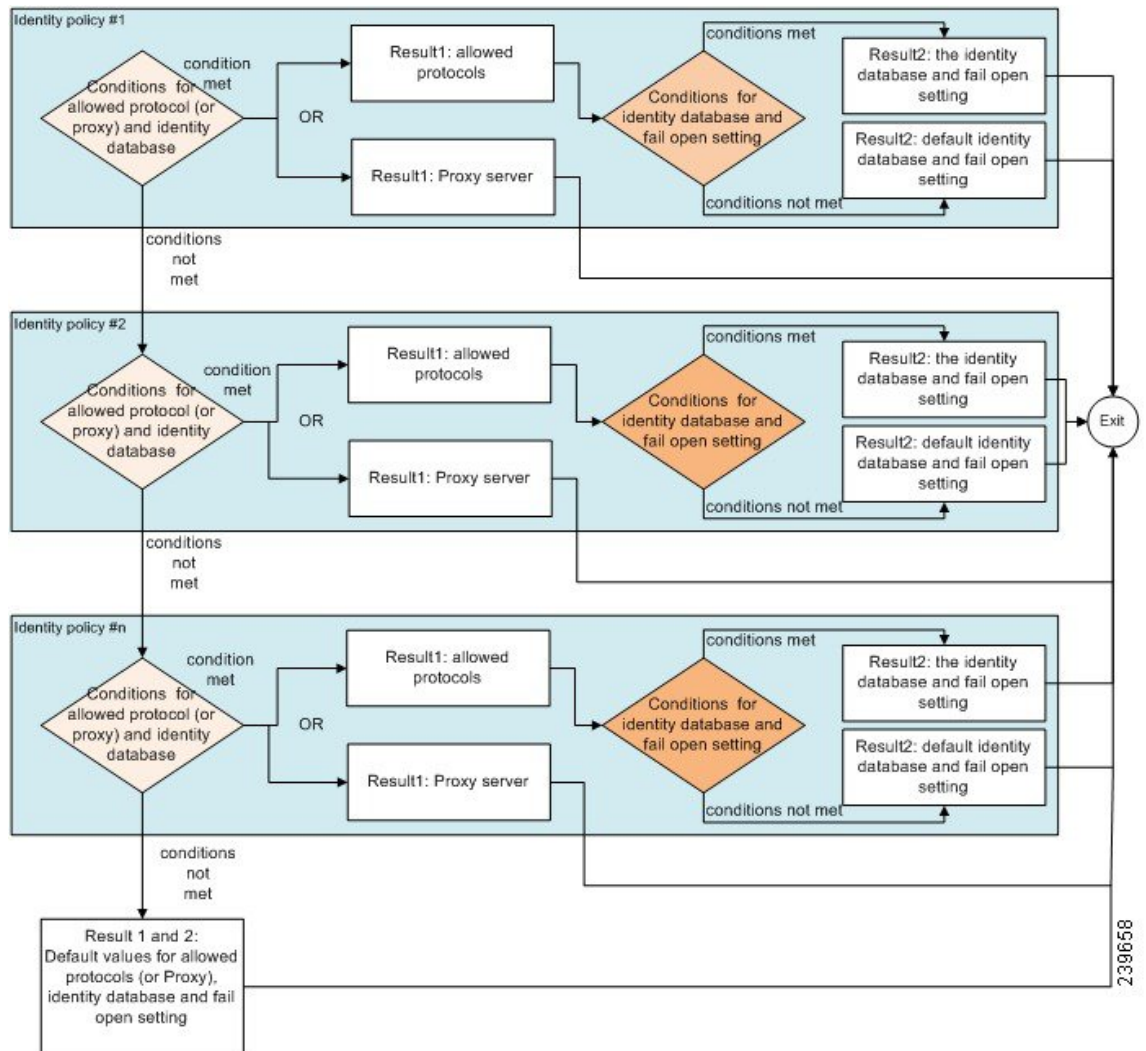 Identity policy #1
condition
met
Conditions for
allowed protocol (or
proxy) and identity
database
OR
Result1: allowed
protocols
Result1: Proxy server
Conditions for
identity database and
fail open setting
conditions met
conditions not met
Result2: the identity
database and fail open
setting
Result2: default identity
database and fail open
setting
conditions
not
met
Identity policy #2
condition
met
Conditions for
allowed protocol (or
proxy) and identity
database
OR
Result1: allowed
protocols
Result1: Proxy server
Conditions for
identity database and
fail open setting
conditions met
conditions not met
Result2: the identity
database and fail open
setting
Result2: default identity
database and fail open
setting
Exit
conditions
not
met
Identity policy #n
condition
met
Conditions for
allowed protocol (or
proxy) and identity
database
OR
Result1: allowed
protocols
Result1: Proxy server
Conditions for
identity database and
fail open setting
conditions met
conditions not met
Result2: the identity
database and fail open
setting
Result2: default identity
database and fail open
setting
conditions
not
met
Result 1 and 2:
Default values for allowed
protocols (or Proxy),
identity database and fail
open setting
239658